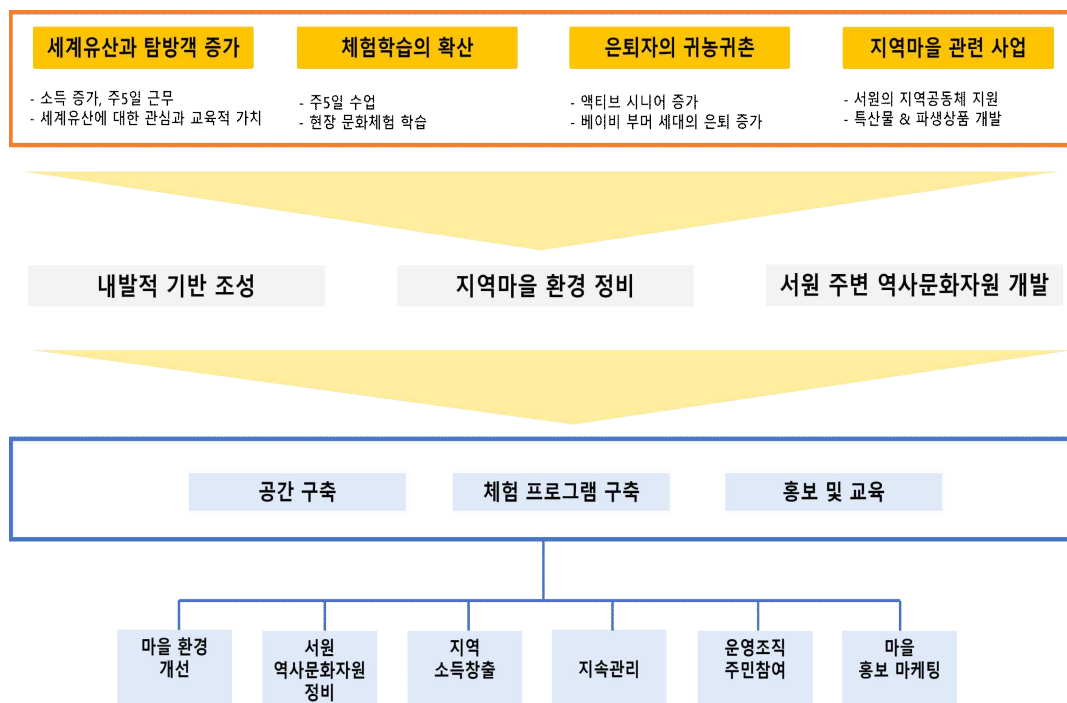 세계유산과 탐방객 증가
체험학습의 확산
은퇴자의 귀농귀촌
지역마을 관련 사업
- 소득 증가, 주5일 근무
- 세계유산에 대한 관심과 교육적 가치
- 주5일 수업
- 현장 문화체험 학습
- 액티브 시니어 증가
- 베이비 부머 세대의 은퇴 증가
- 서원의 지역공동체 지원
- 특산물 & 파생상품 개발
내발적 기반 조성
지역마을 환경 정비
서원 주변 역사문화자원 개발
공간 구축
체험 프로그램 구축
홍보 및 교육
마을 환경
개선
서원
역사문화자원
정비
지역
소득창출
지속관리
운영조직
주민참여
마을
홍보 마케팅